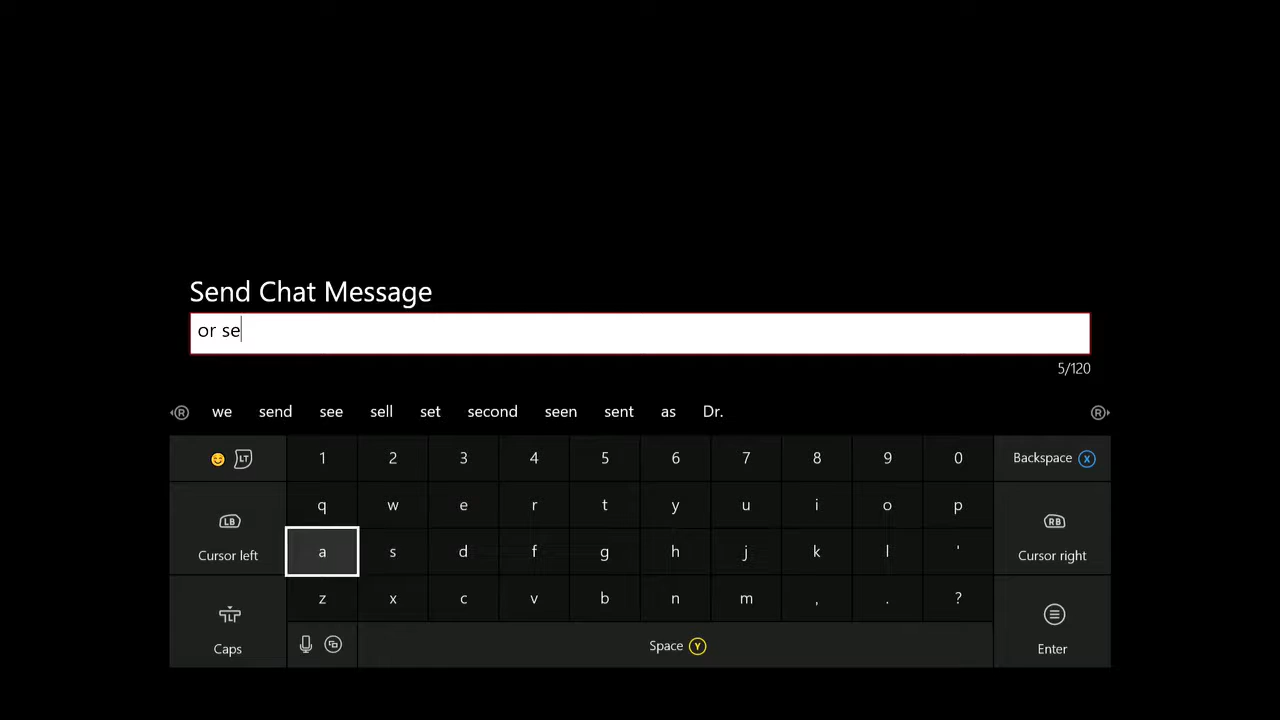 Send Chat Message
or se
5/120
R we send see sell set second seen sent as Dr. R
LT 1 2 3 4 5 6 7 8 9 0 Backspace X
q w e r t y u i o p
LB Cursor left a s d f g h j k l ' RB Cursor right
z x c v b n m , . ?
Caps Space Y Enter